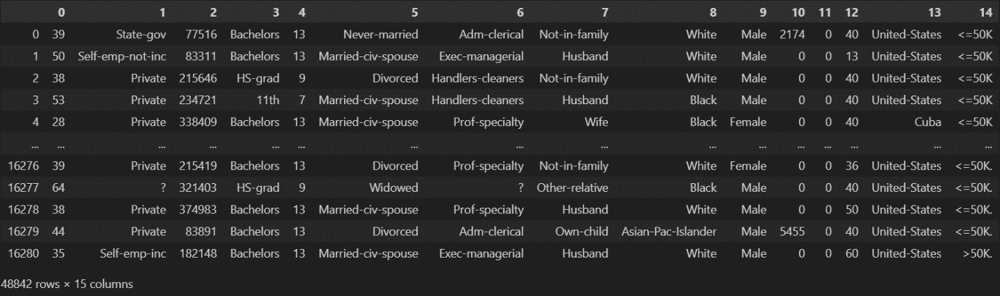 0 1 2 3 4 5 6 7 8 9 10 11 12 13 14
0 39 State-gov 77516 Bachelors 13 Never-married Adm-clerical Not-in-family White Male 2174 0 40 United-States <=50K
1 50 Self-emp-not-inc 83311 Bachelors 13 Married-civ-spouse Exec-managerial Husband White Male 0 0 13 United-States <=50K
2 38 Private 215646 HS-grad 9 Divorced Handlers-cleaners Not-in-family White Male 0 0 40 United-States <=50K
3 53 Private 234721 11th 7 Married-civ-spouse Handlers-cleaners Husband Black Male 0 0 40 United-States <=50K
4 28 Private 338409 Bachelors 13 Married-civ-spouse Prof-specialty Wife Black Female 0 0 40 Cuba <=50K
... ... ... ... ... ... ... ... ... ... ... ... ... ... ... ...
16276 39 Private 215419 Bachelors 13 Divorced Prof-specialty Not-in-family White Female 0 0 36 United-States <=50K.
16277 64 ? 321403 HS-grad 9 Widowed ? Other-relative Black Male 0 0 40 United-States <=50K.
16278 38 Private 374983 Bachelors 13 Married-civ-spouse Prof-specialty Husband White Male 0 0 50 United-States <=50K.
16279 44 Private 83891 Bachelors 13 Divorced Adm-clerical Own-child Asian-Pac-Islander Male 5455 0 40 United-States <=50K.
16280 35 Self-emp-inc 182148 Bachelors 13 Married-civ-spouse Exec-managerial Husband White Male 0 0 60 United-States >50K.
48842 rows × 15 columns